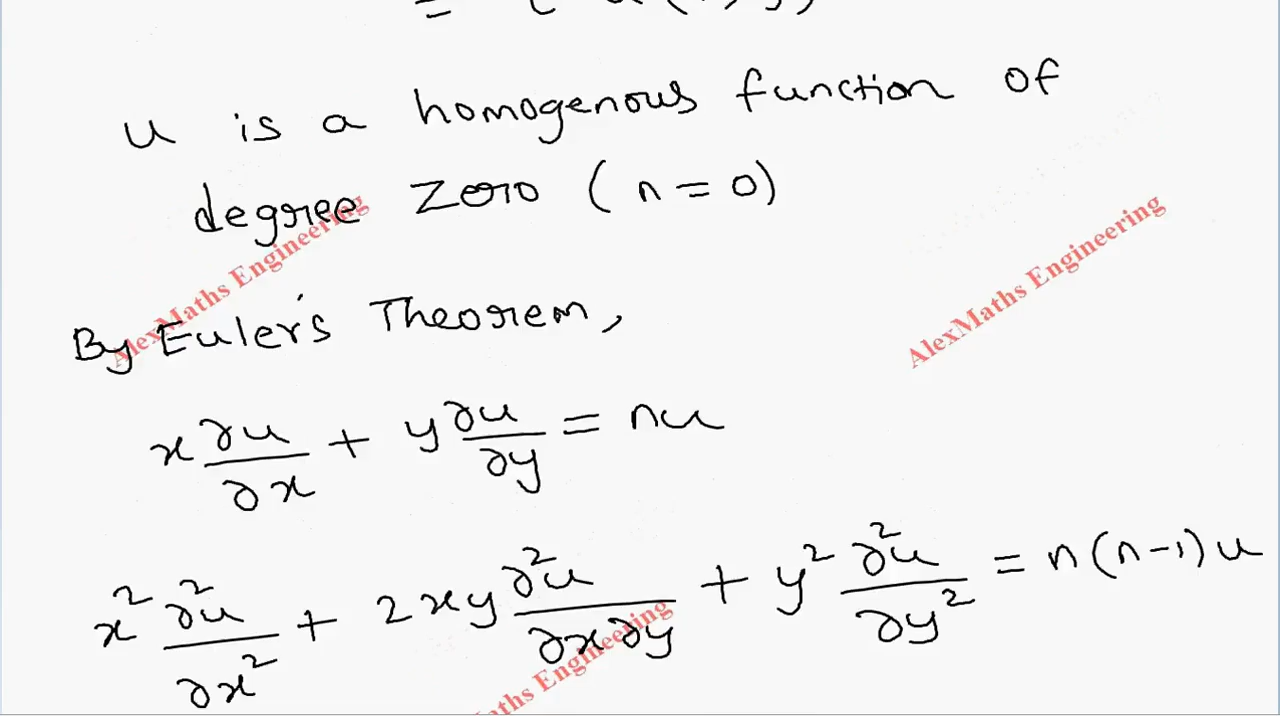 u is a homogenous function of
degree zero (n = 0)
AlexMaths Engineering
AlexMaths Engineering
By Euler's Theorem,
x ∂u/∂x + y ∂u/∂y = nu
x² ∂²u/∂x² + 2xy ∂²u/∂x∂y + y² ∂²u/∂y² = n(n-1)u
ths Engineering